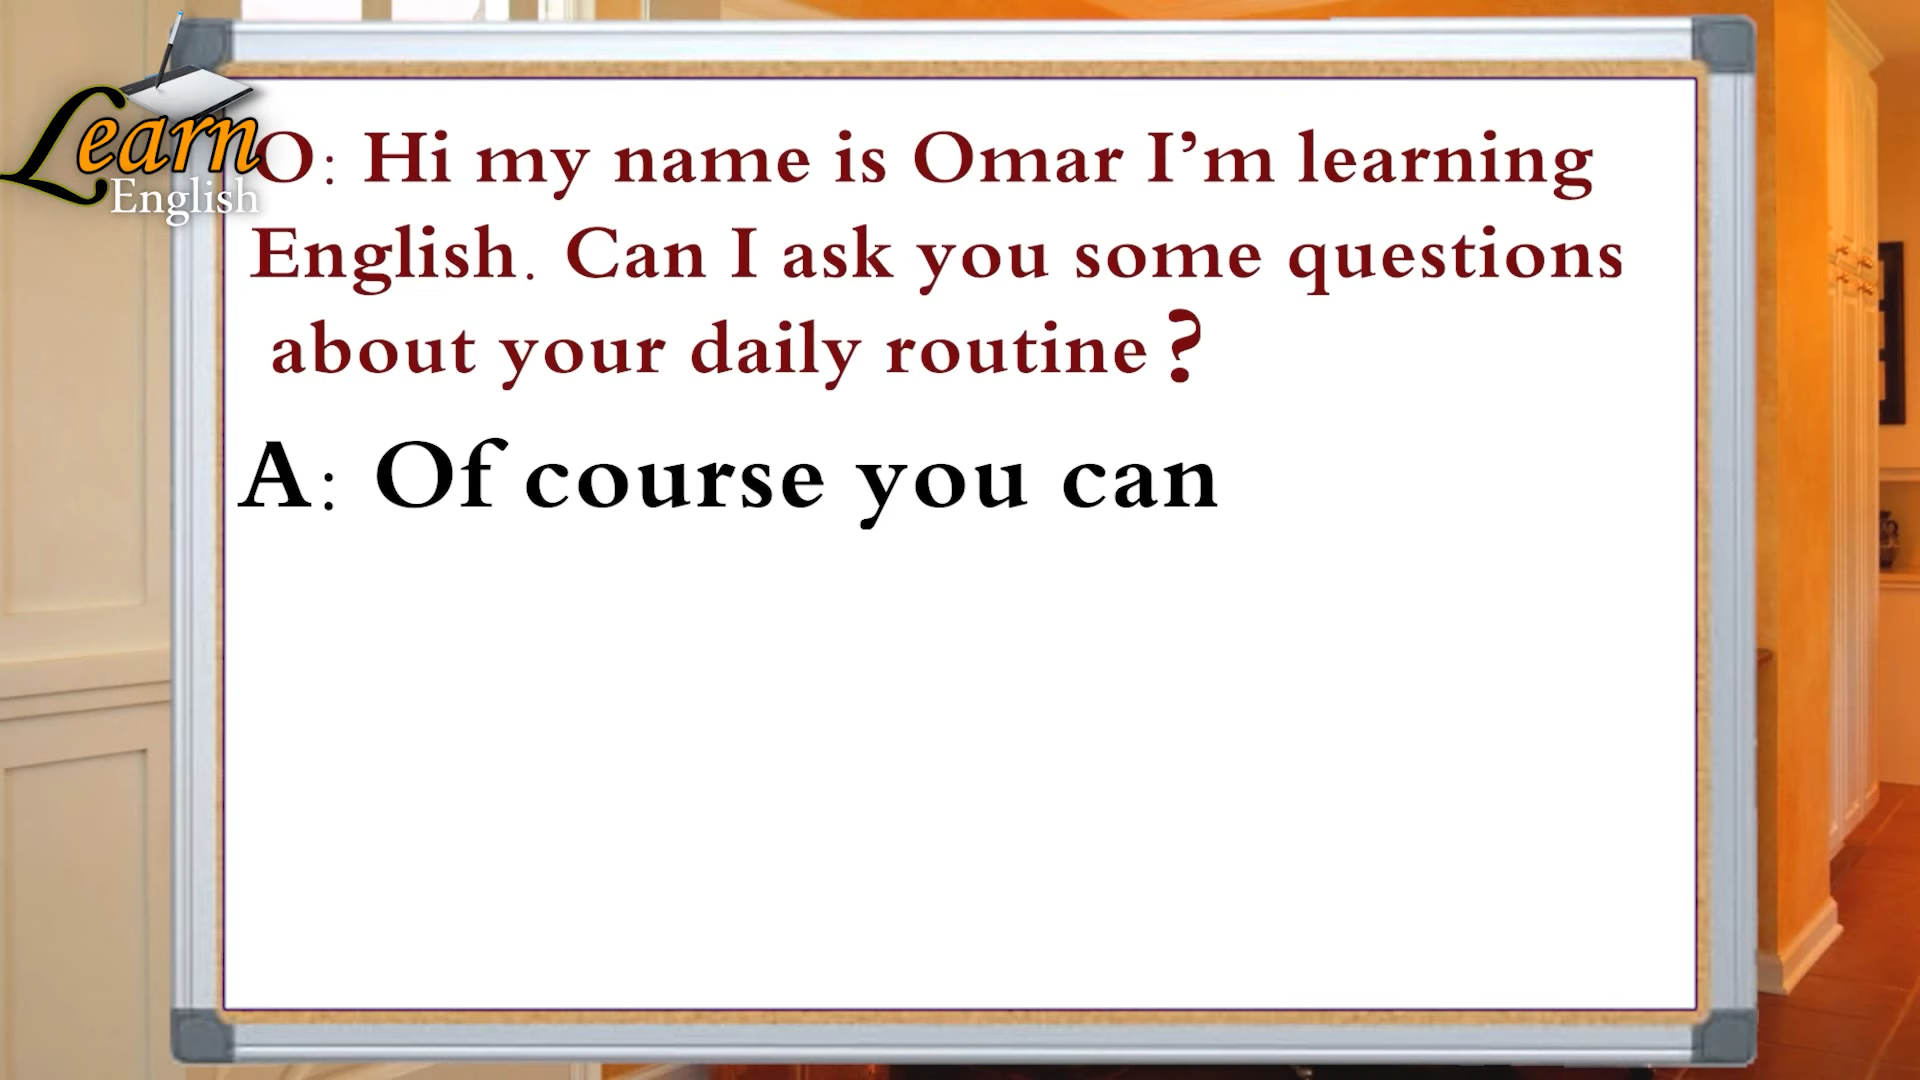 Learn
English
O: Hi my name is Omar I’m learning
English. Can I ask you some questions
about your daily routine?
A: Of course you can